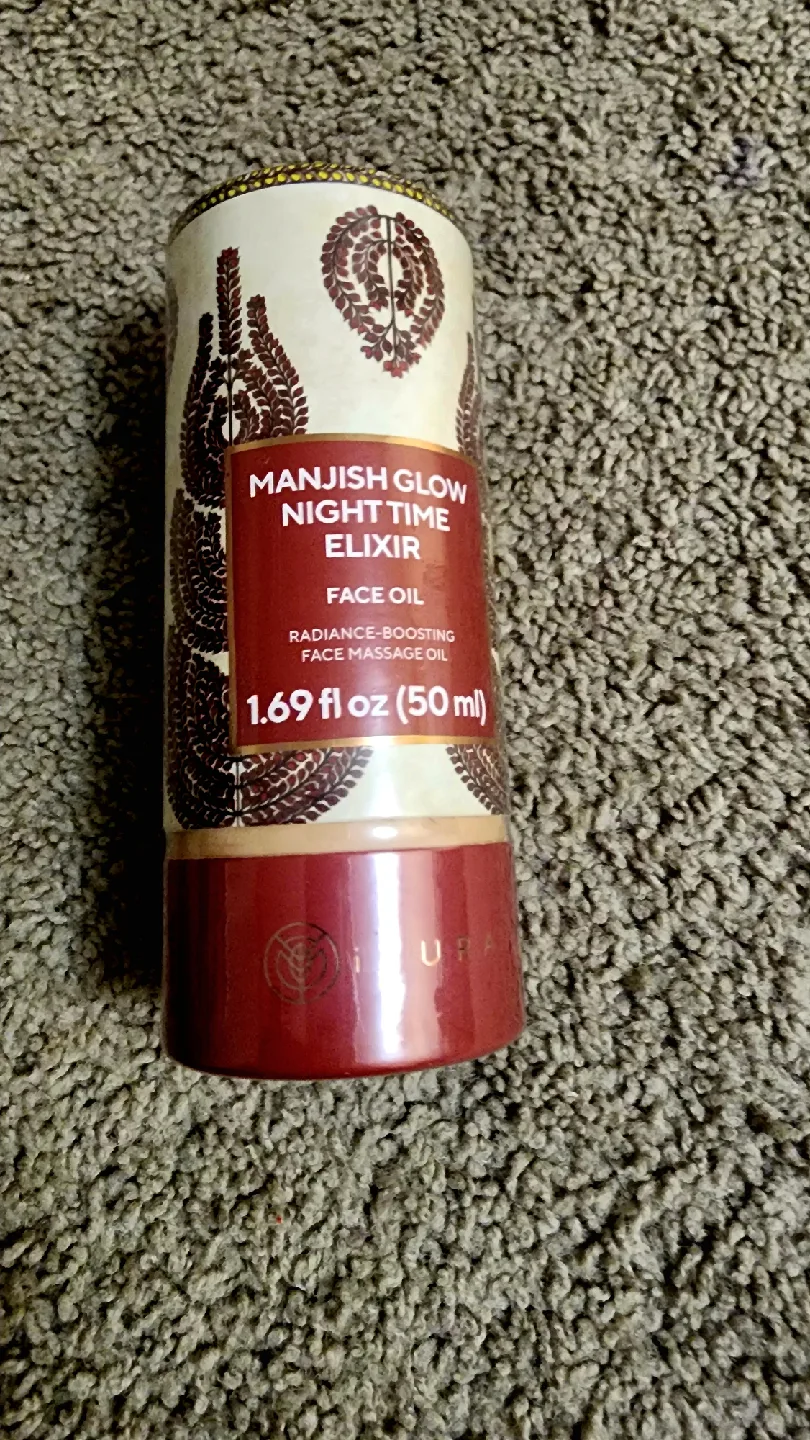 MANJISH GLOW
NIGHT TIME
ELIXIR
FACE OIL
RADIANCE-BOOSTING
FACE MASSAGE OIL
1.69 fl oz (50 ml)